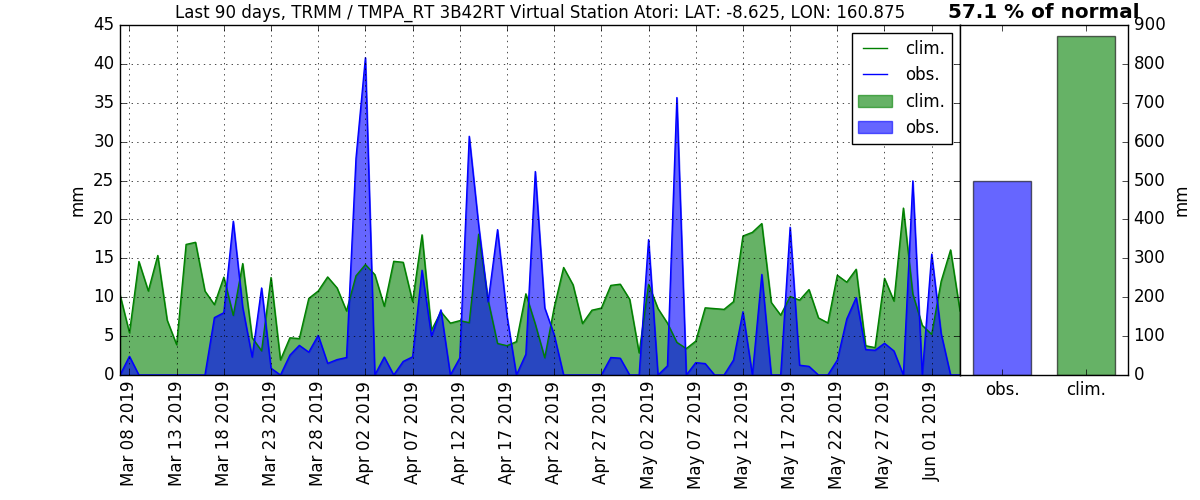 Last 90 days, TRMM / TMPA_RT 3B42RT Virtual Station Atori: LAT: -8.625, LON: 160.875
57.1 % of normal
45
40
35
30
25
20
15
10
5
0
mm
clim.
obs.
clim.
obs.
900
800
700
600
500
400
300
200
100
0
mm
obs.
clim.
Mar 08 2019
Mar 13 2019
Mar 18 2019
Mar 23 2019
Mar 28 2019
Apr 02 2019
Apr 07 2019
Apr 12 2019
Apr 17 2019
Apr 22 2019
Apr 27 2019
May 02 2019
May 07 2019
May 12 2019
May 17 2019
May 22 2019
May 27 2019
Jun 01 2019